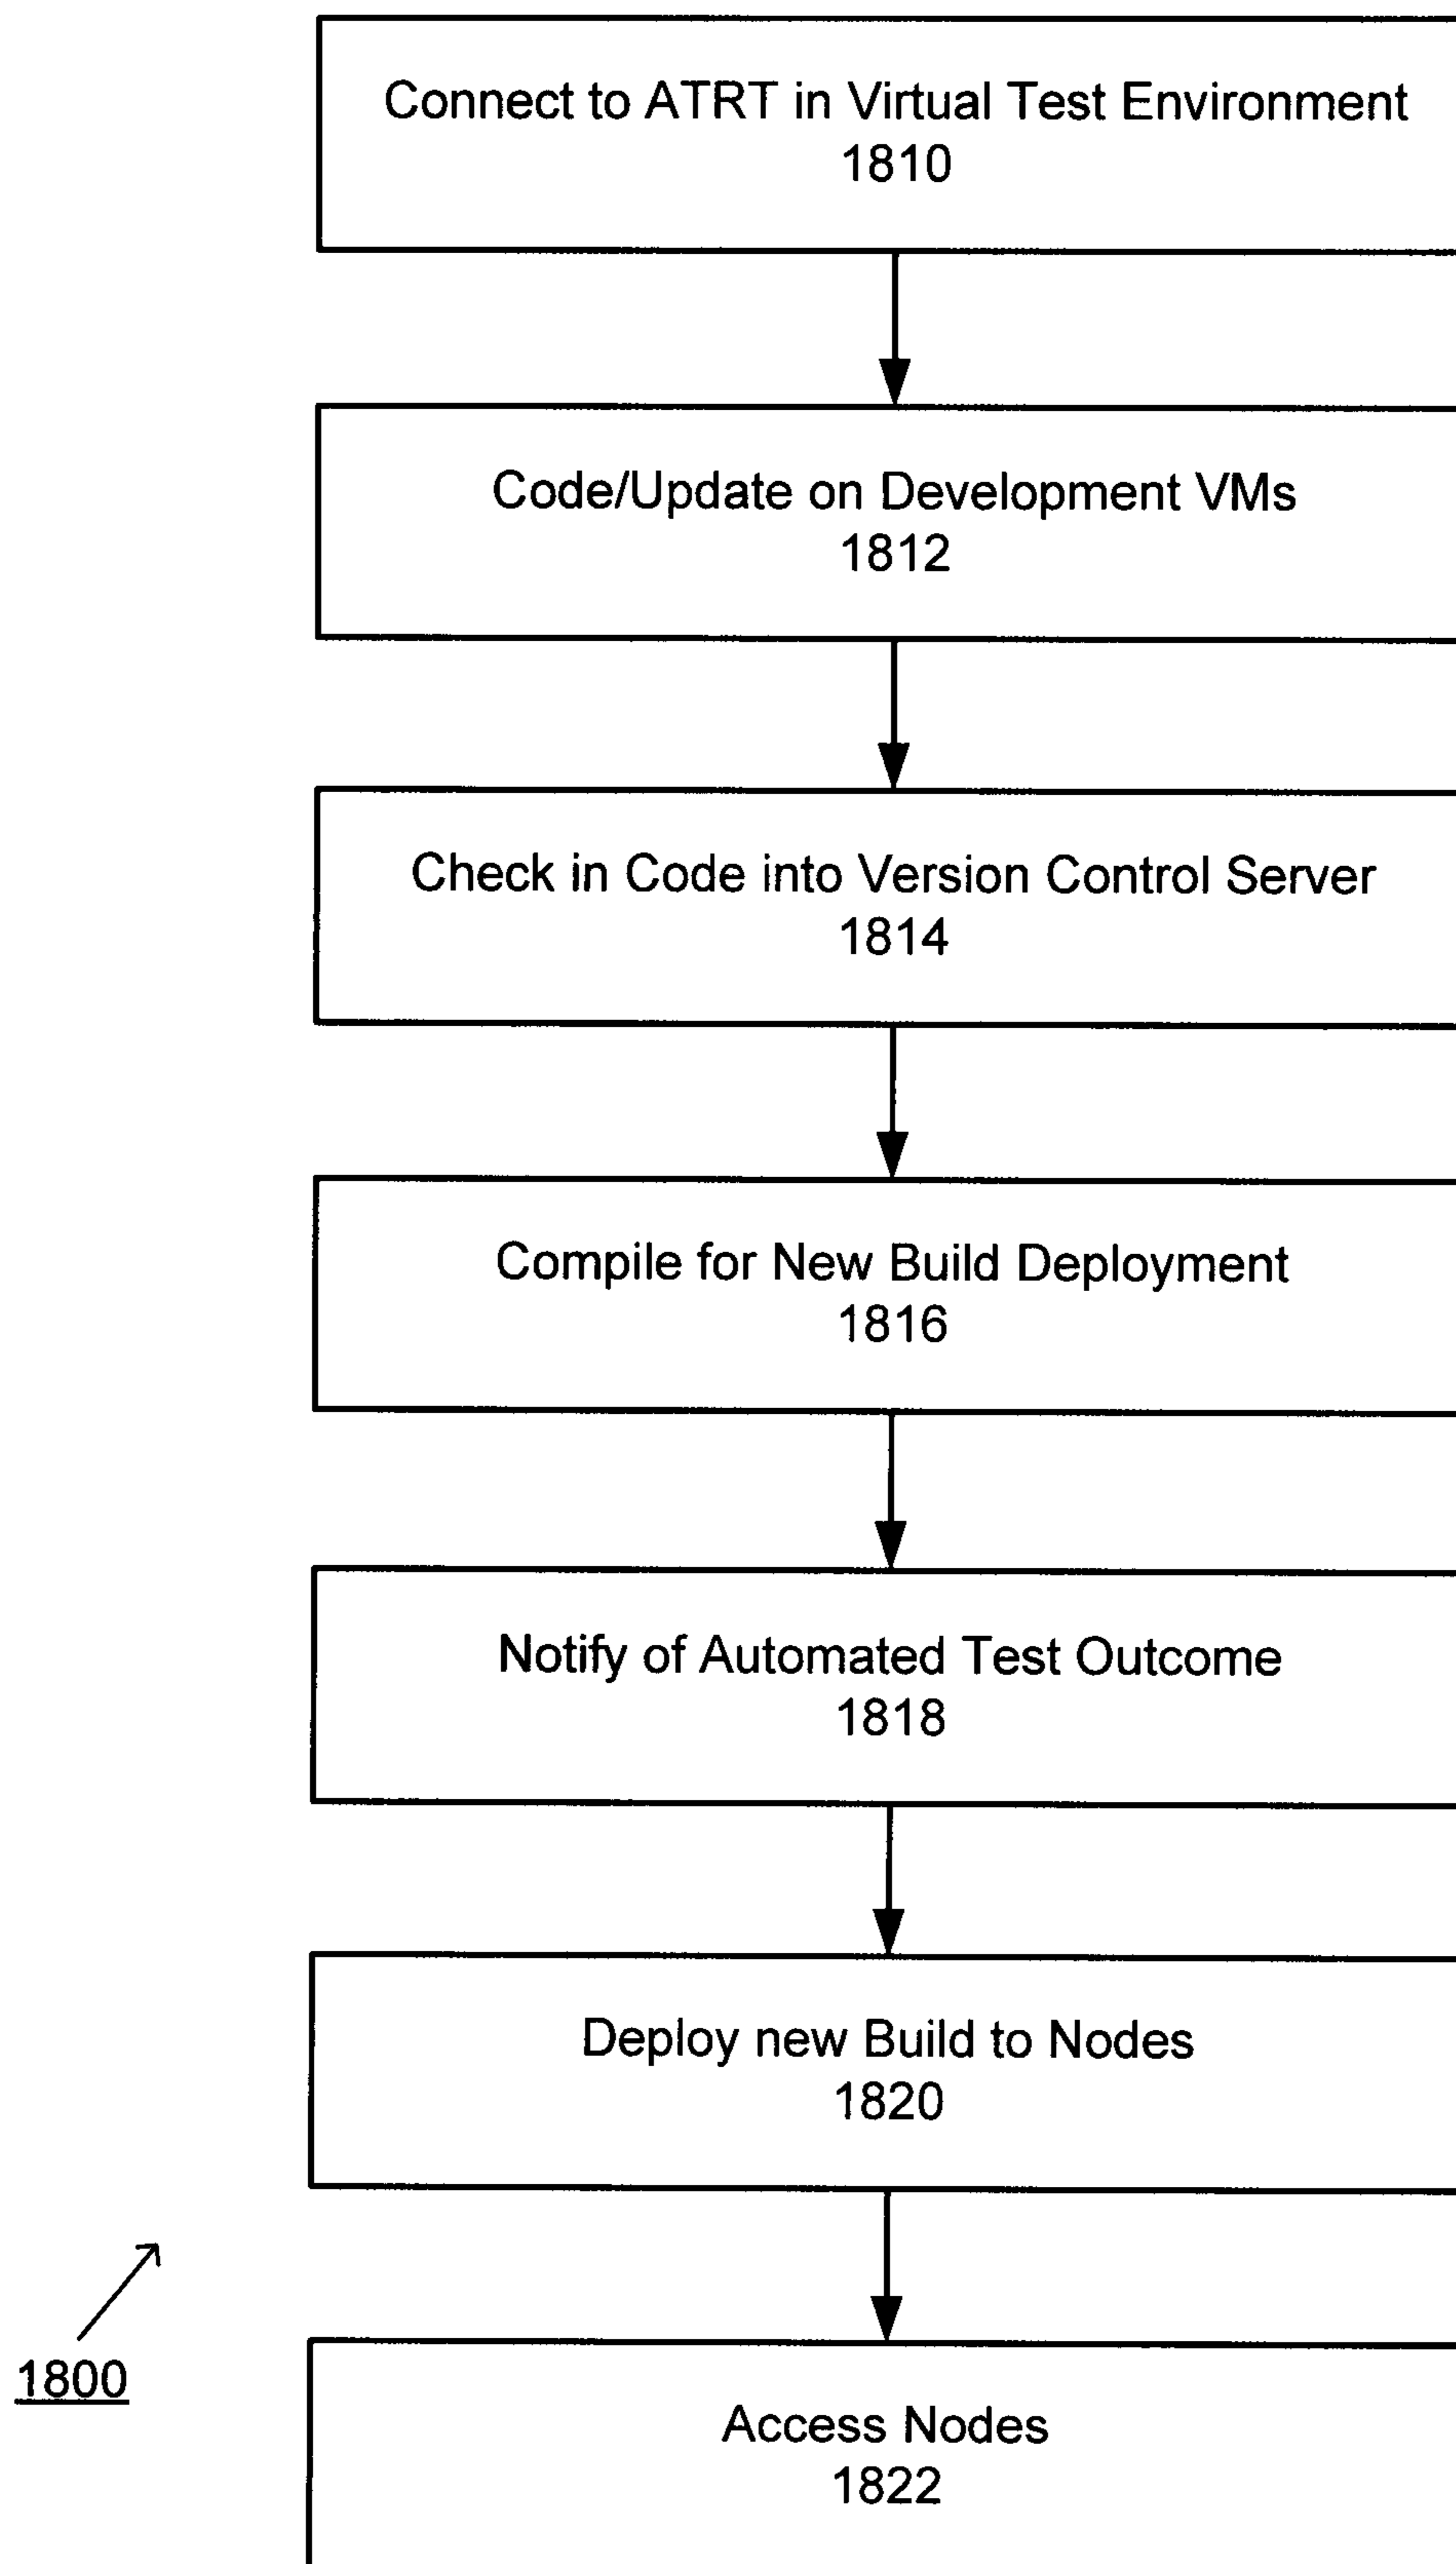 Connect to ATRT in Virtual Test Environment
1810
Code/Update on Development VMs
1812
Check in Code into Version Control Server
1814
Compile for New Build Deployment
1816
Notify of Automated Test Outcome
1818
Deploy new Build to Nodes
1820
1800
Access Nodes
1822